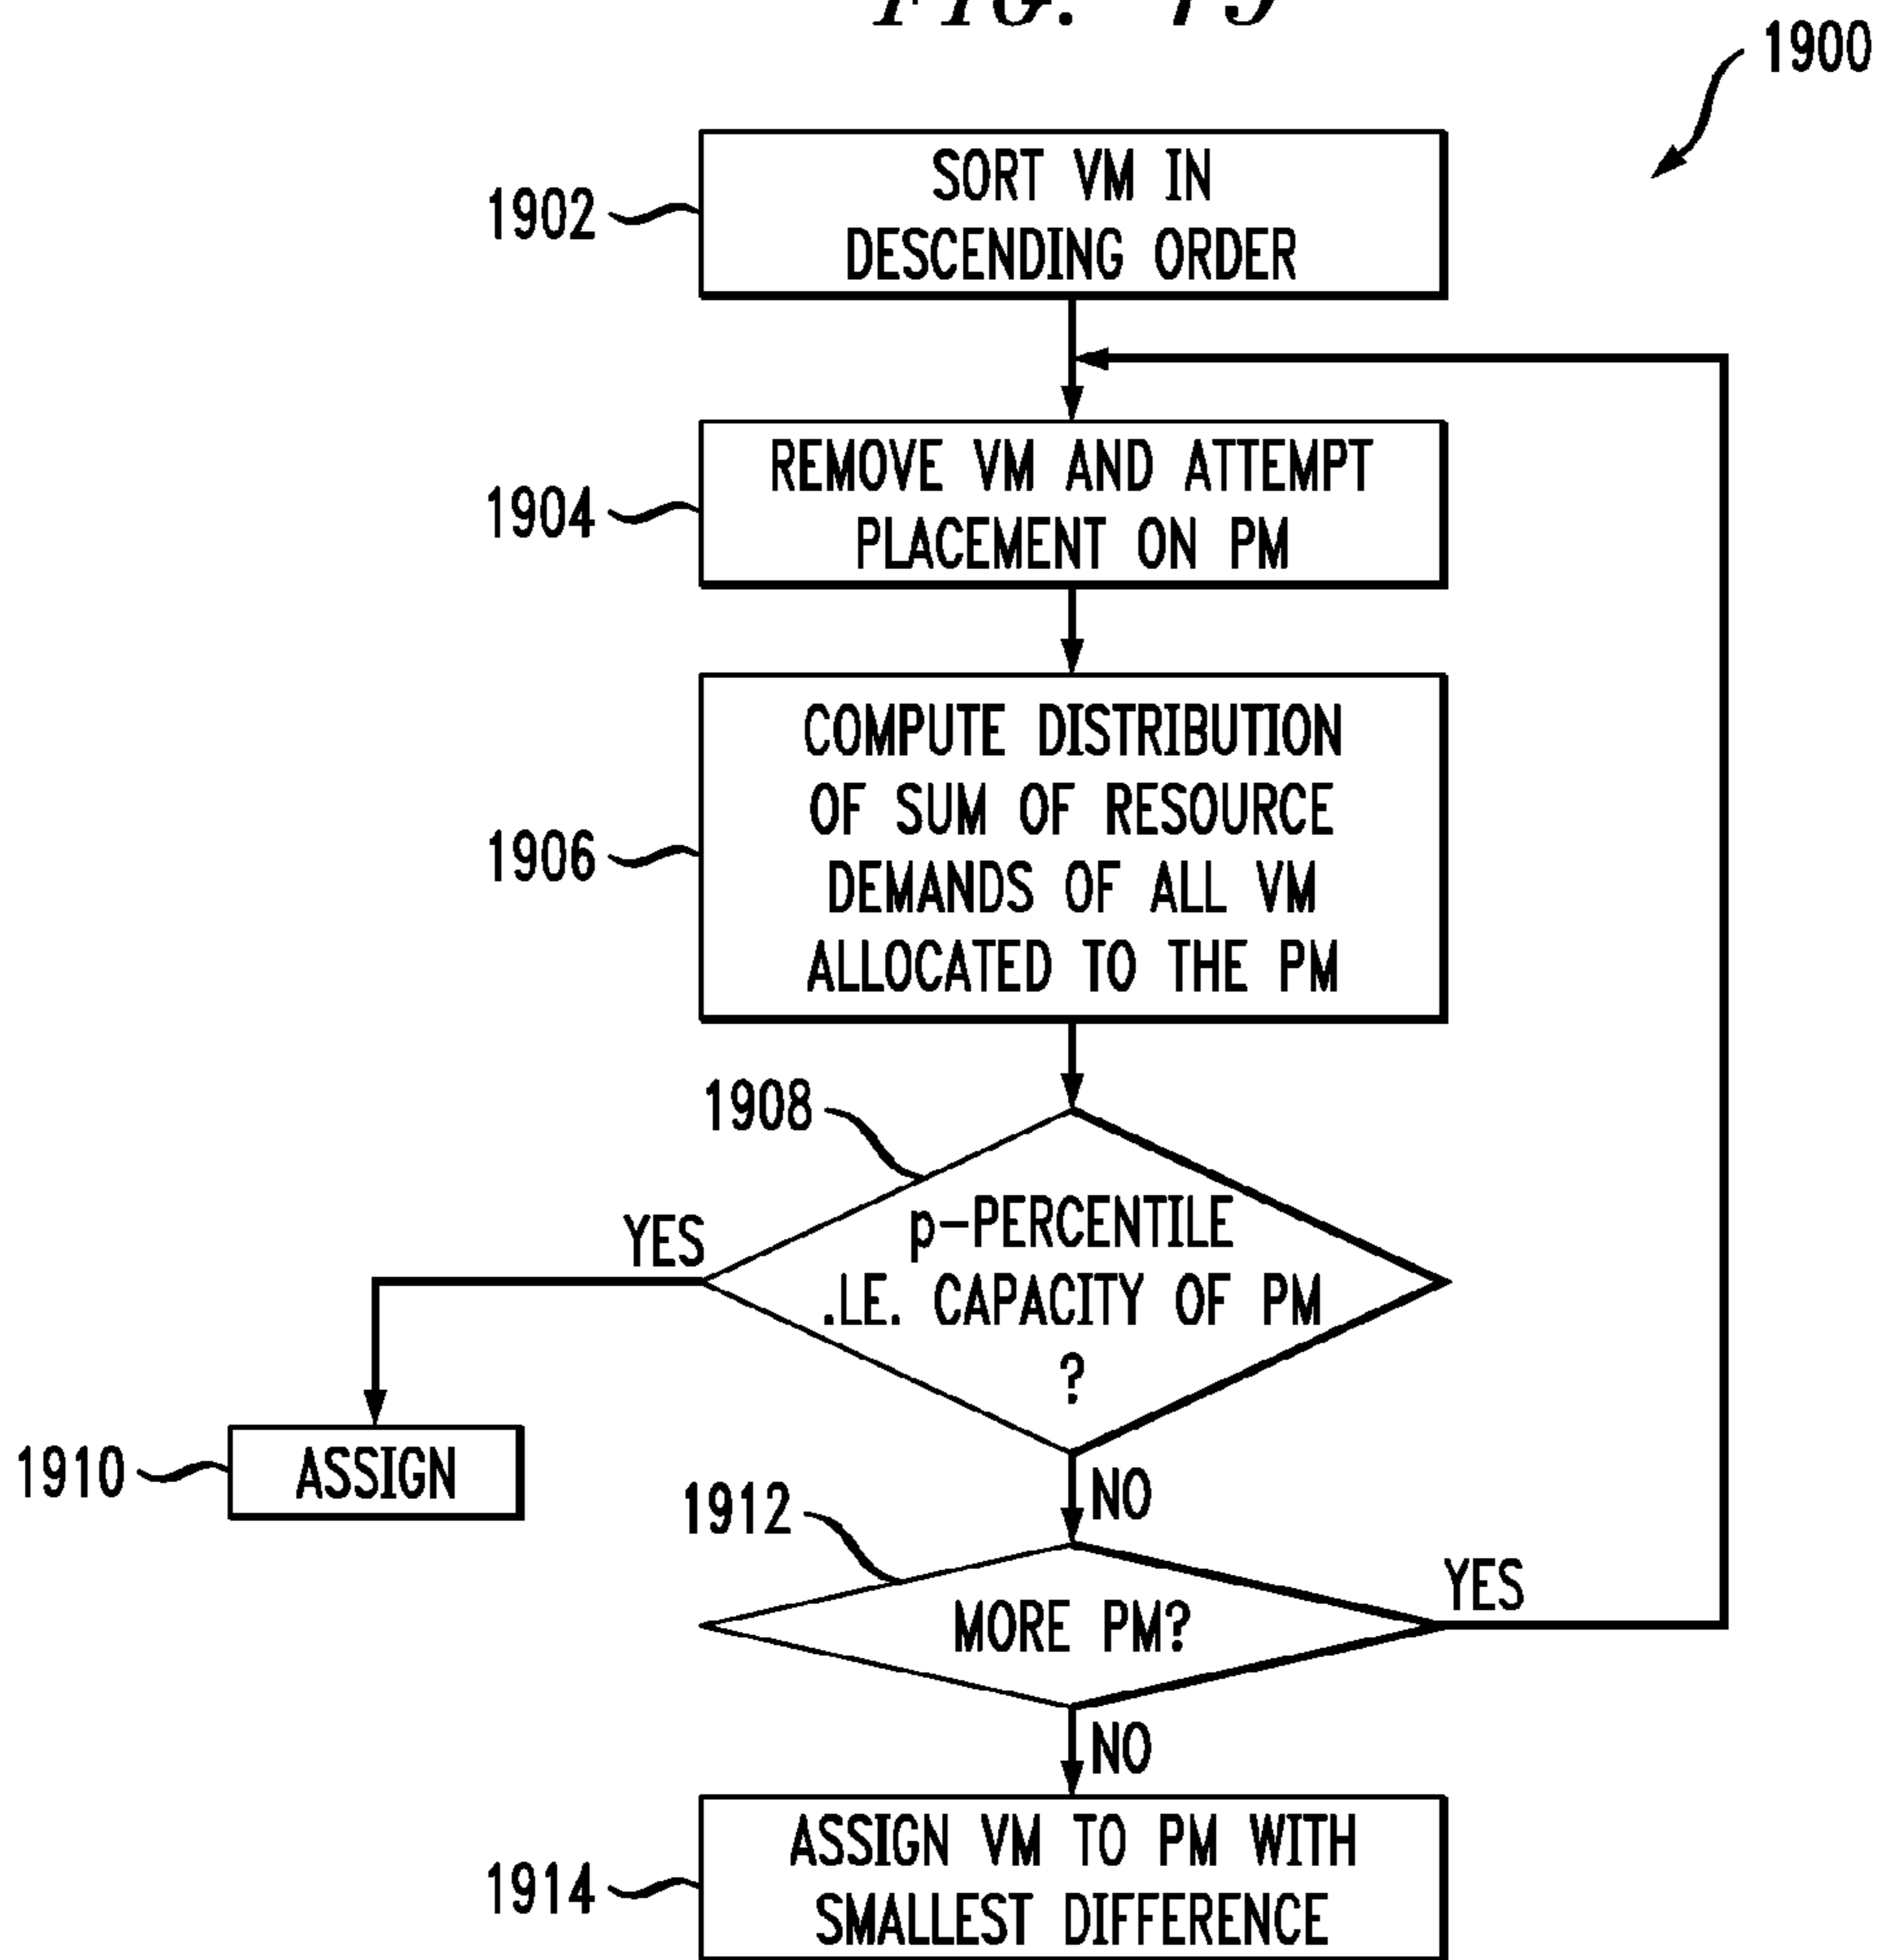 1900
SORT VM IN
DESCENDING ORDER
1902
REMOVE VM AND ATTEMPT
PLACEMENT ON PM
1904
COMPUTE DISTRIBUTION
OF SUM OF RESOURCE
DEMANDS OF ALL VM
ALLOCATED TO THE PM
1906
1908
p-PERCENTILE
.LE. CAPACITY OF PM
?
YES
NO
1910
ASSIGN
1912
MORE PM?
YES
NO
1914
ASSIGN VM TO PM WITH
SMALLEST DIFFERENCE